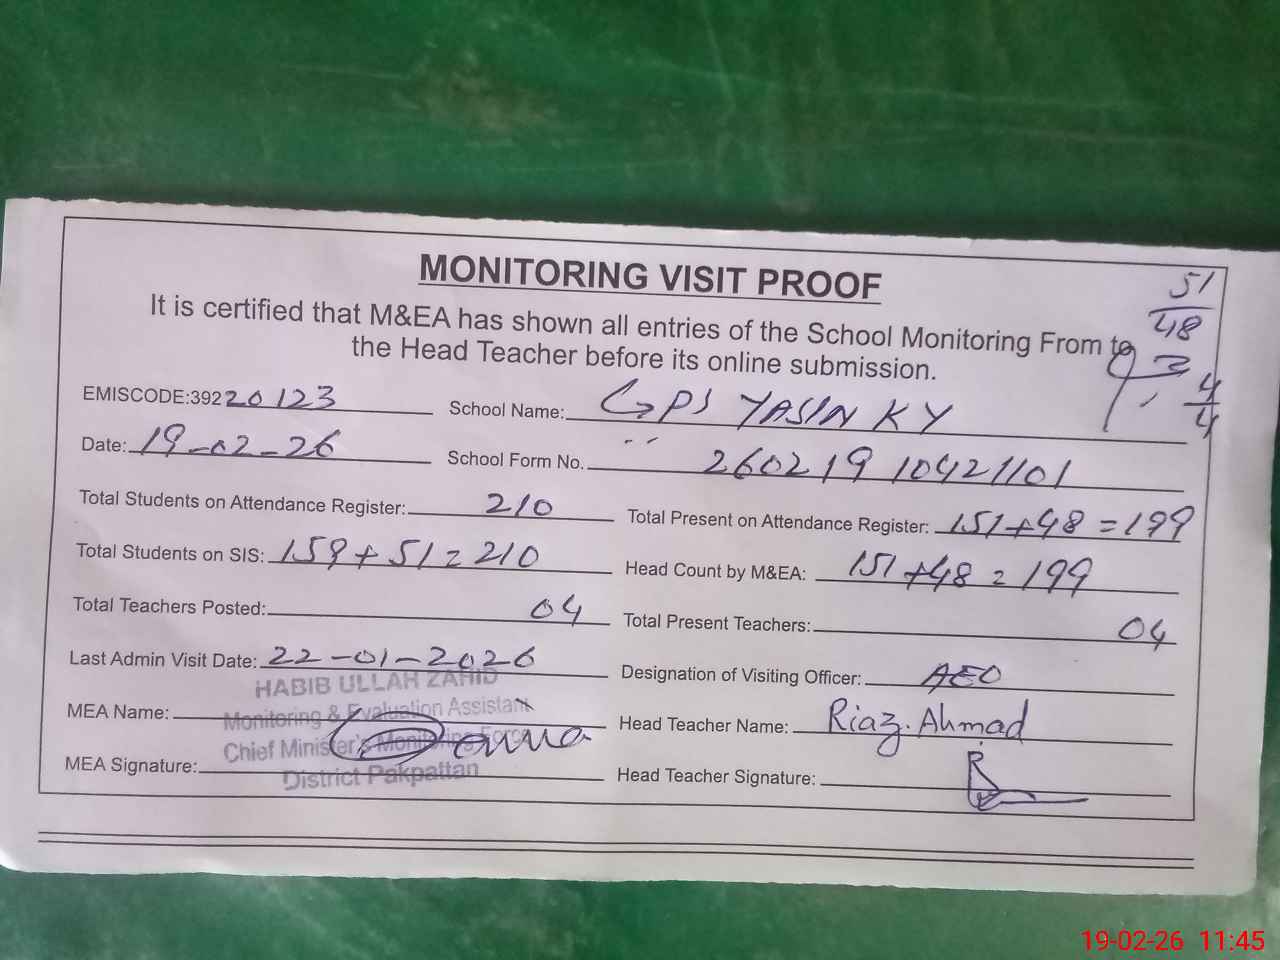 MONITORING VISIT PROOF
It is certified that M&EA has shown all entries of the School Monitoring From to
the Head Teacher before its online submission.
51
48
3
4
4
EMISCODE:39220123 School Name: GPS YASIN KY
Date: 19-02-26 School Form No. 260219 10421101
Total Students on Attendance Register: 210 Total Present on Attendance Register: 151+48=199
Total Students on SIS: 159+51=210 Head Count by M&EA: 151+48=199
Total Teachers Posted: 04 Total Present Teachers: 04
Last Admin Visit Date: 22-01-2026 Designation of Visiting Officer: AEO
HABIB ULLAH ZAHID
MEA Name: Monitoring & Evaluation Assistant Head Teacher Name: Riaz. Ahmad
Chief Minister's Monitoring Force
MEA Signature: District Pakpattan Head Teacher Signature:
19-02-26 11:45